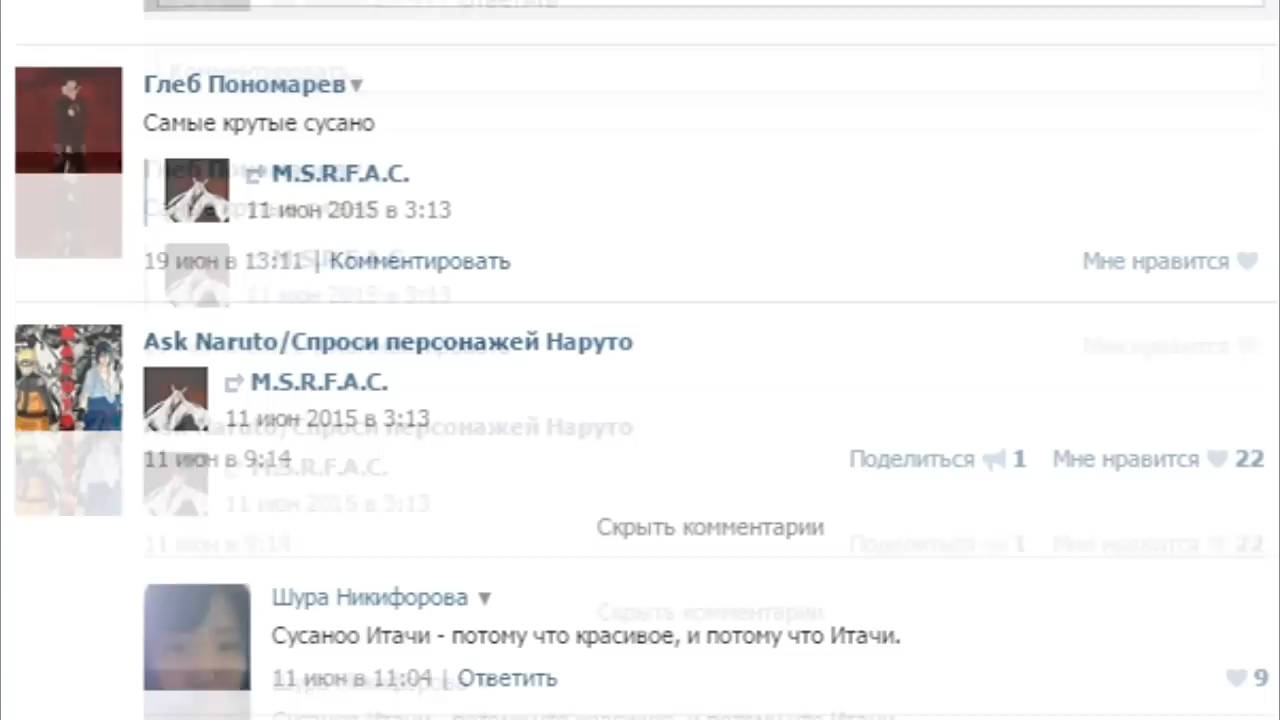 Глеб Пономарев
Самые крутые сусано
M.S.R.F.A.C.
11 июн 2015 в 3:13
19 июн в 13:11 | Комментировать
Мне нравится
Ask Naruto/Спроси персонажей Наруто
M.S.R.F.A.C.
11 июн 2015 в 3:13
11 июн в 9:14
Поделиться 1 Мне нравится 22
Скрыть комментарии
Шура Никифорова
Сусаноо Итачи - потому что красивое, и потому что Итачи.
11 июн в 11:04 | Ответить
9